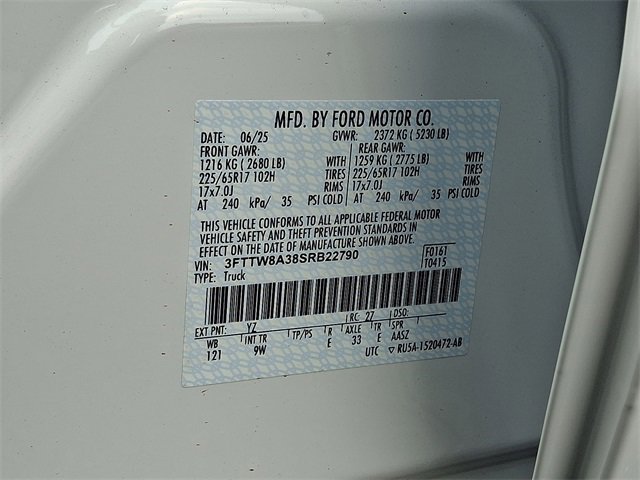 MFD. BY FORD MOTOR CO.
DATE: 06/25 GVWR: 2372 KG ( 5230 LB)
FRONT GAWR: REAR GAWR:
1216 KG ( 2680 LB) WITH 1259 KG ( 2775 LB) WITH
225/65R17 102H TIRES 225/65R17 102H TIRES
17x7.0J RIMS 17x7.0J RIMS
AT 240 kPa/ 35 PSI COLD AT 240 kPa/ 35 PSI COLD
THIS VEHICLE CONFORMS TO ALL APPLICABLE FEDERAL MOTOR
VEHICLE SAFETY AND THEFT PREVENTION STANDARDS IN
EFFECT ON THE DATE OF MANUFACTURE SHOWN ABOVE.
VIN: 3FTTW8A38SRB22790 F0161
TYPE: Truck T0415
EXT PNT: YZ RC: 27 DSO:
WB INT TR TP/PS R AXLE TR SPR
121 9W E 33 E AASZ
UTC ▽RU5A-1520472-AB